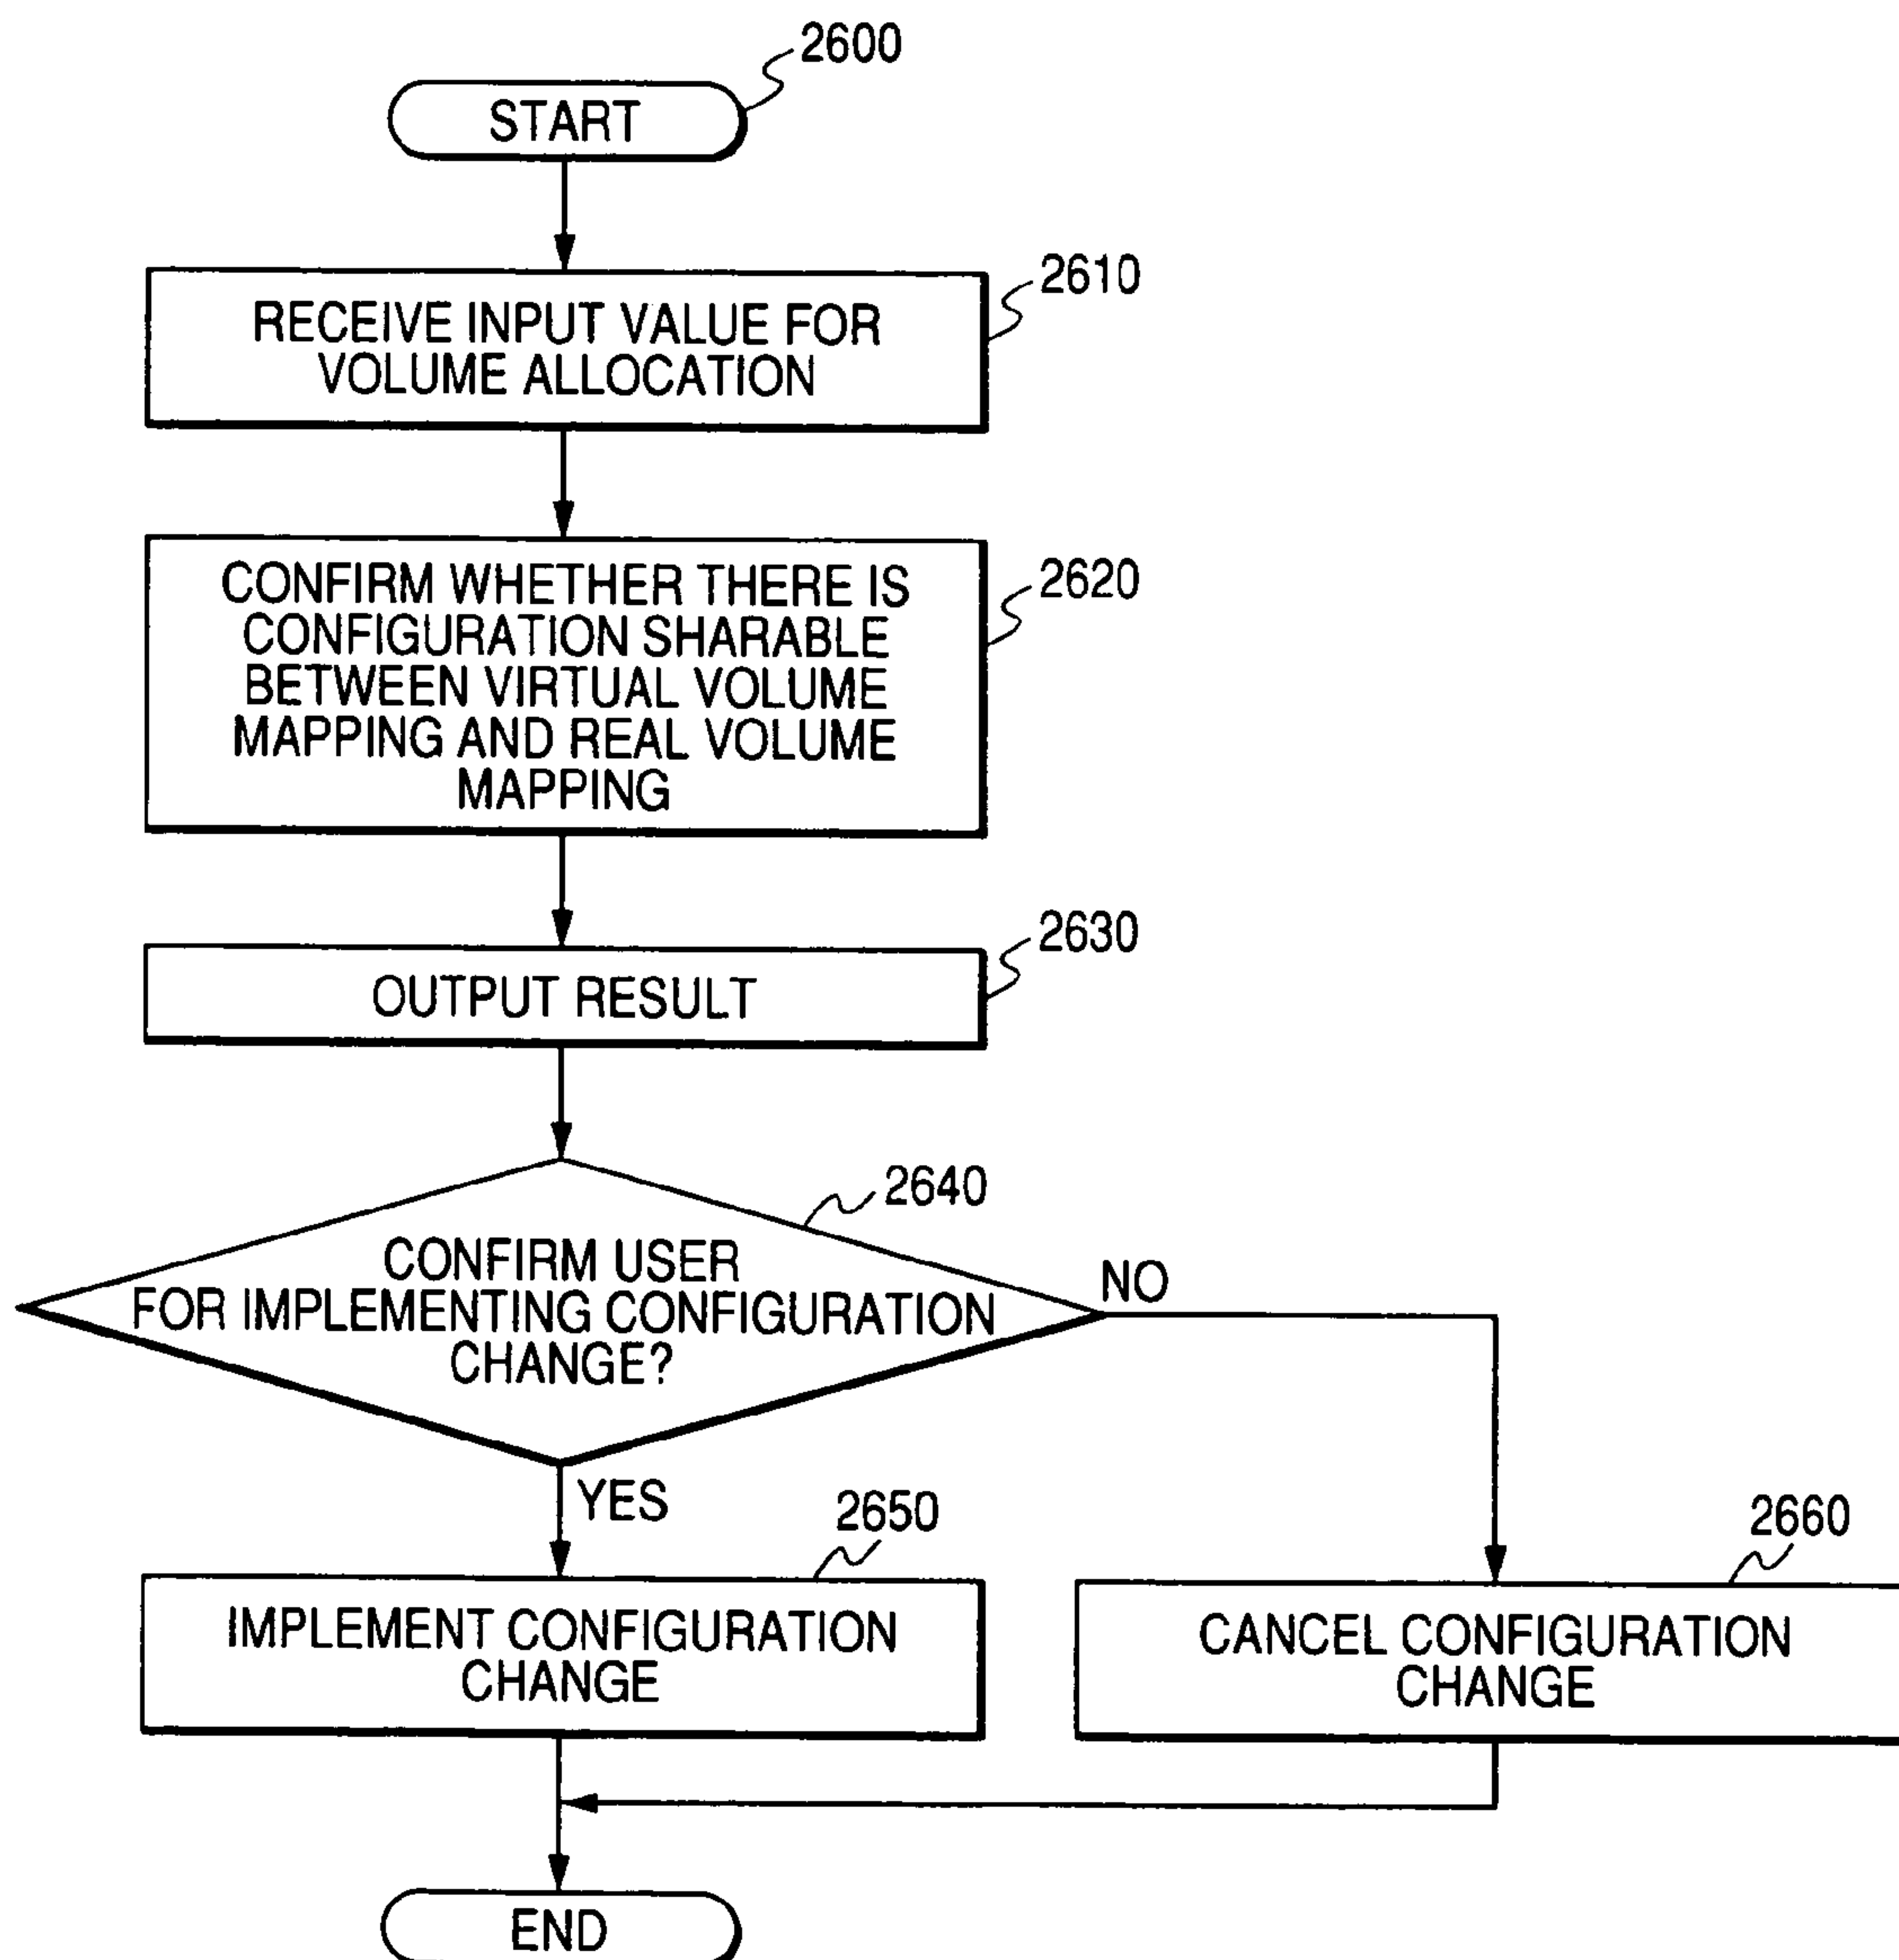 2600
START
2610
RECEIVE INPUT VALUE FOR
VOLUME ALLOCATION
2620
CONFIRM WHETHER THERE IS
CONFIGURATION SHARABLE
BETWEEN VIRTUAL VOLUME
MAPPING AND REAL VOLUME
MAPPING
2630
OUTPUT RESULT
2640
CONFIRM USER
FOR IMPLEMENTING CONFIGURATION
CHANGE?
NO
YES
2650
IMPLEMENT CONFIGURATION
CHANGE
2660
CANCEL CONFIGURATION
CHANGE
END